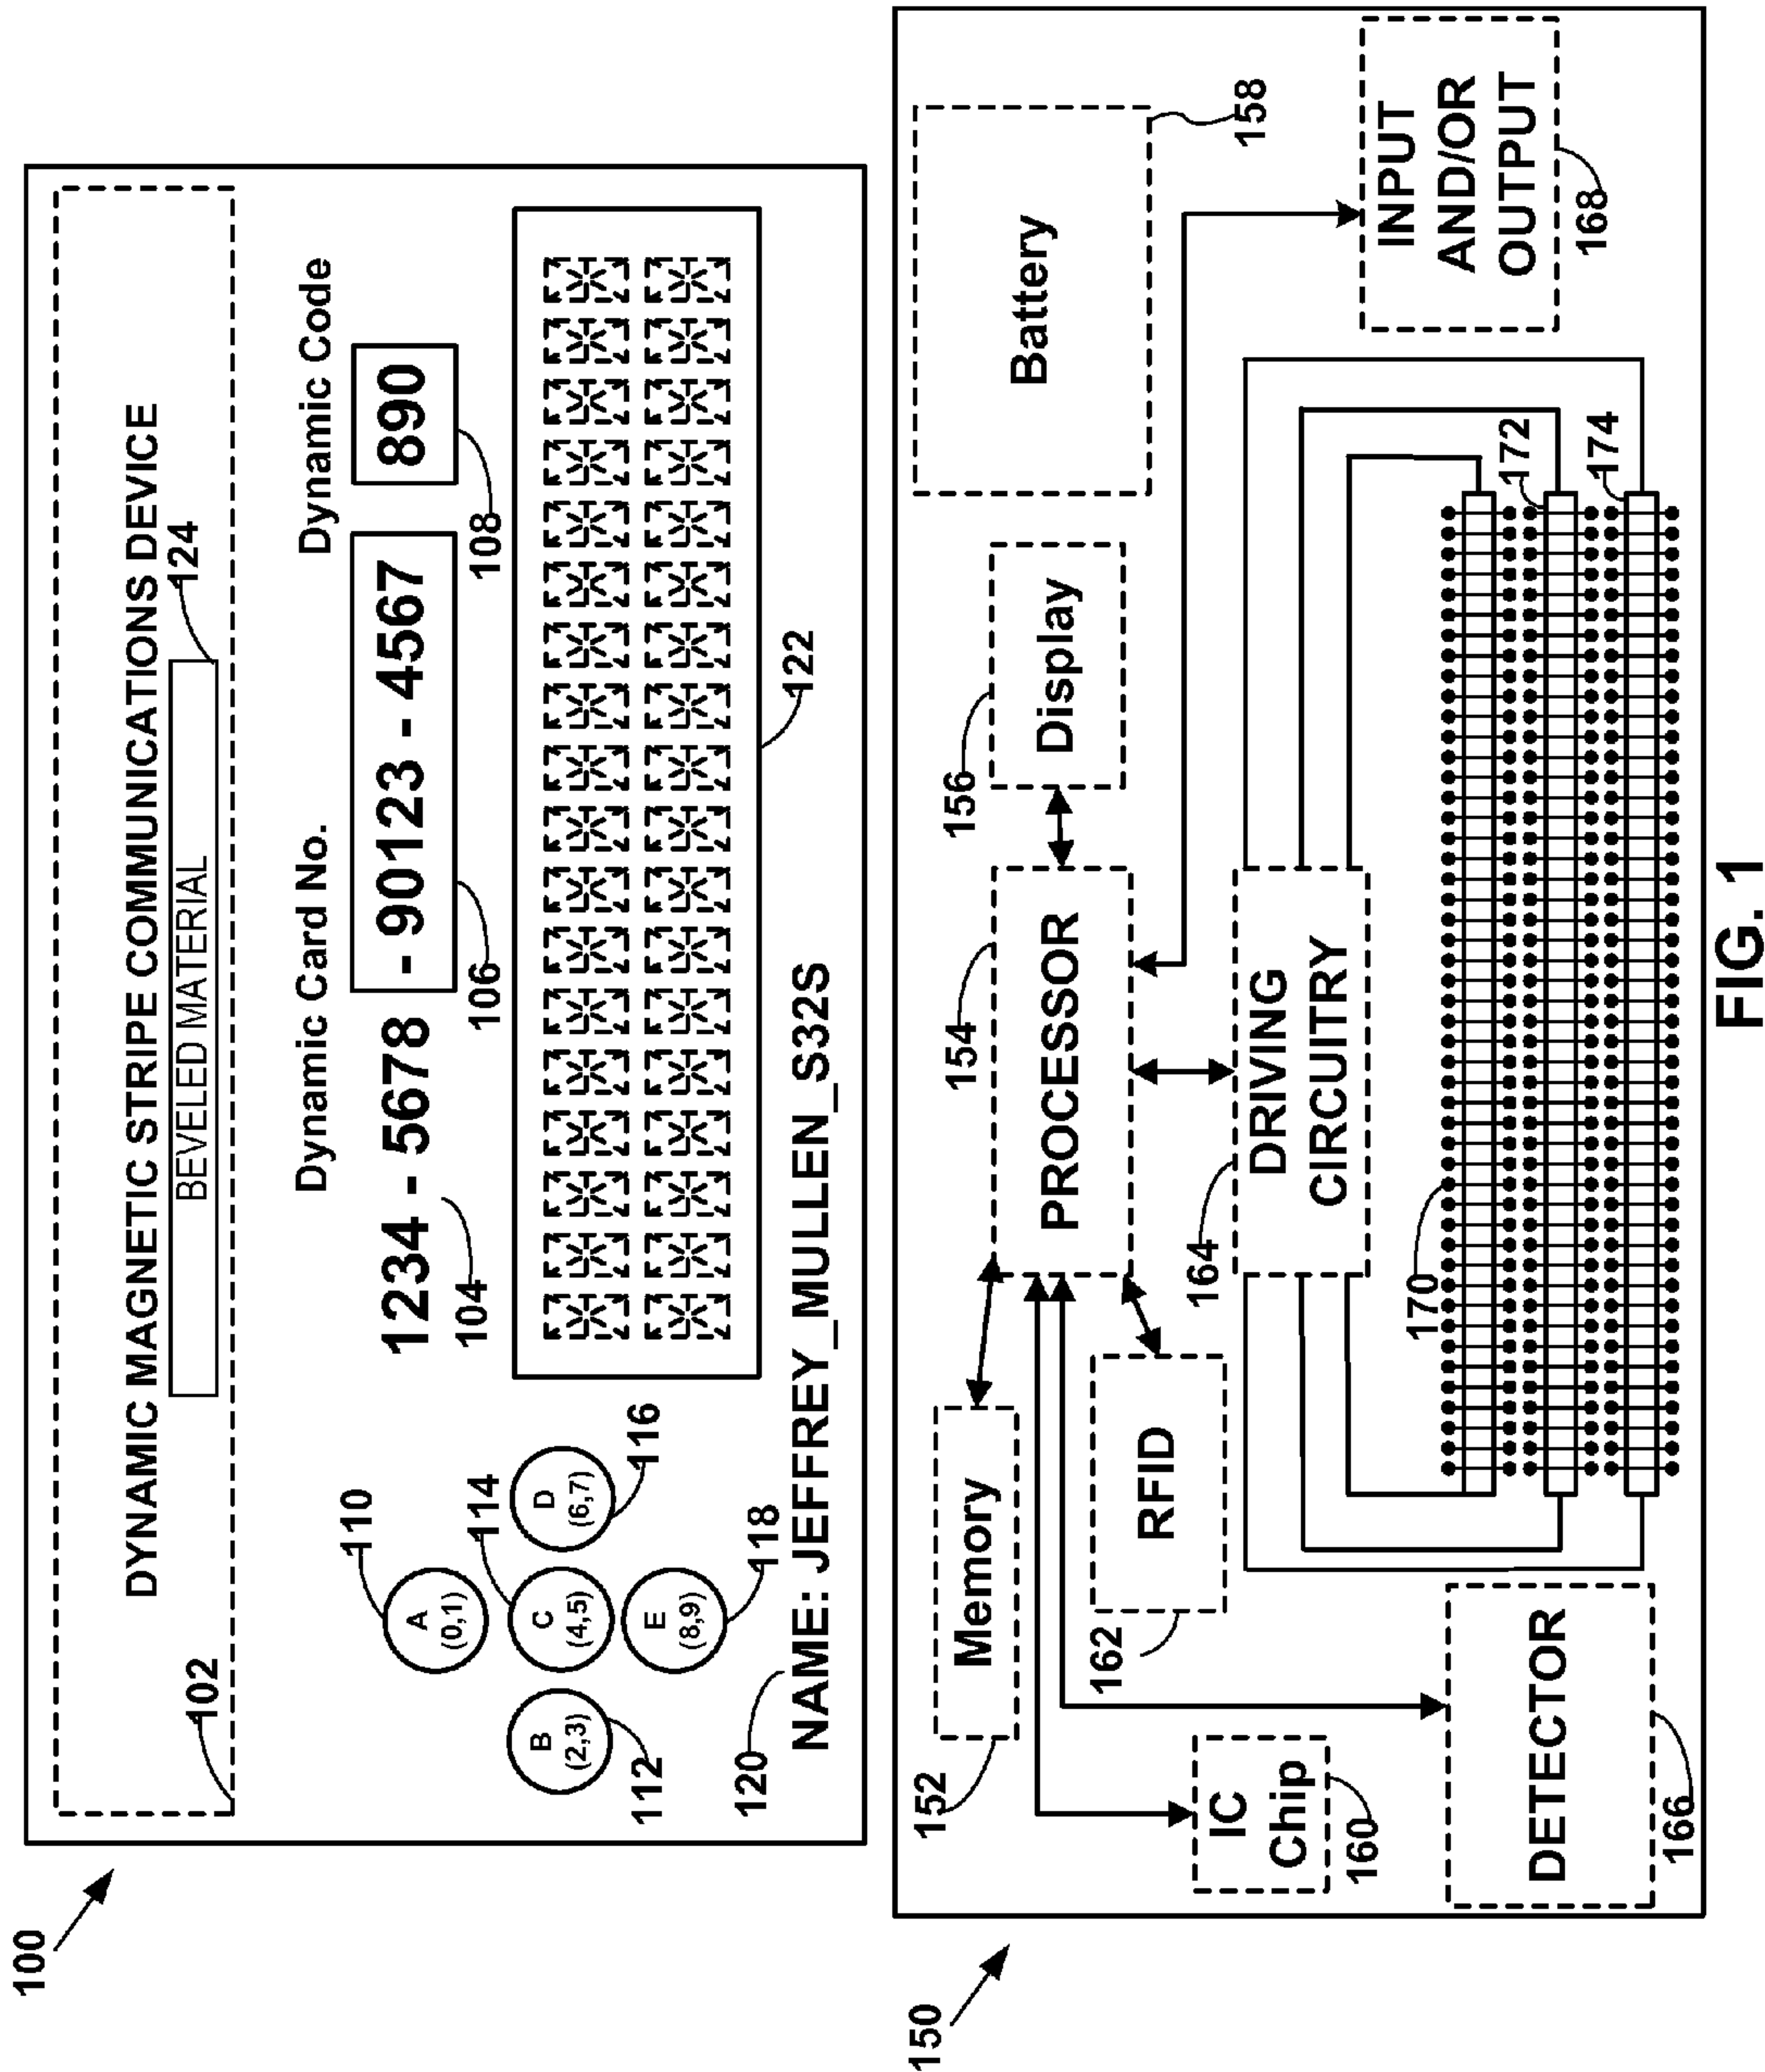 100
DYNAMIC MAGNETIC STRIPE COMMUNICATIONS DEVICE
BEVELED MATERIAL
124
102
110
Dynamic Card No.
Dynamic Code
A
(0,1)
1234 - 5678
- 90123 - 4567
890
104
106
108
114
B
(2,3)
C
(4,5)
D
(6,7)
112
116
E
(8,9)
118
122
120
NAME: JEFFREY_MULLEN_S32S
150
152
Memory
154
PROCESSOR
156
Display
Battery
158
162
RFID
IC
Chip
160
164
DRIVING
CIRCUITRY
INPUT
AND/OR
OUTPUT
168
170
172
174
DETECTOR
166
FIG. 1